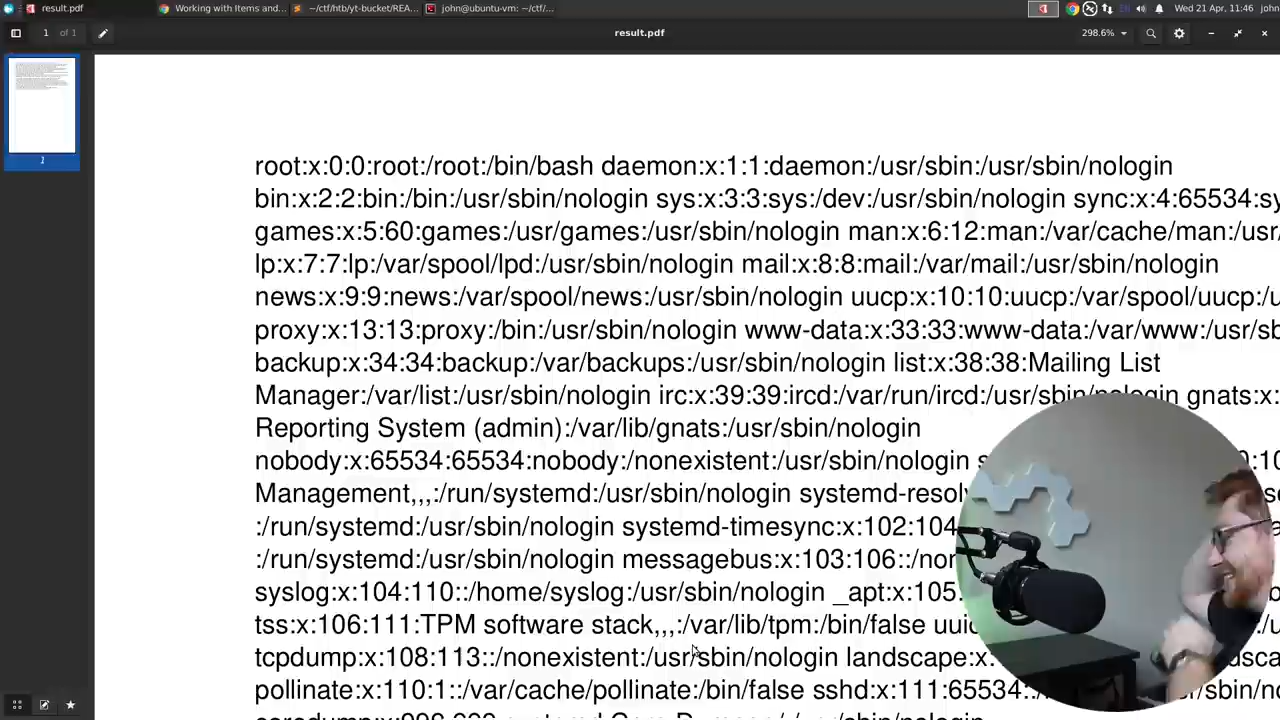 result.pdf
Working with Items and...
~/ctf/htb/yt-bucket/REA...
john@ubuntu-vm: ~/ctf/...
Wed 21 Apr, 11:46
john
1 of 1
result.pdf
298.6%
1
root:x:0:0:root:/root:/bin/bash daemon:x:1:1:daemon:/usr/sbin:/usr/sbin/nologin
bin:x:2:2:bin:/bin:/usr/sbin/nologin sys:x:3:3:sys:/dev:/usr/sbin/nologin sync:x:4:65534:sy
games:x:5:60:games:/usr/games:/usr/sbin/nologin man:x:6:12:man:/var/cache/man:/usr/
lp:x:7:7:lp:/var/spool/lpd:/usr/sbin/nologin mail:x:8:8:mail:/var/mail:/usr/sbin/nologin
news:x:9:9:news:/var/spool/news:/usr/sbin/nologin uucp:x:10:10:uucp:/var/spool/uucp:/u
proxy:x:13:13:proxy:/bin:/usr/sbin/nologin www-data:x:33:33:www-data:/var/www:/usr/sb
backup:x:34:34:backup:/var/backups:/usr/sbin/nologin list:x:38:38:Mailing List
Manager:/var/list:/usr/sbin/nologin irc:x:39:39:ircd:/var/run/ircd:/usr/sbin/nologin gnats:x:
Reporting System (admin):/var/lib/gnats:/usr/sbin/nologin
nobody:x:65534:65534:nobody:/nonexistent:/usr/sbin/nologin
Management,,,:/run/systemd:/usr/sbin/nologin systemd-resol
:/run/systemd:/usr/sbin/nologin systemd-timesync:x:102:104
:/run/systemd:/usr/sbin/nologin messagebus:x:103:106::/non
syslog:x:104:110::/home/syslog:/usr/sbin/nologin _apt:x:105
tss:x:106:111:TPM software stack,,,:/var/lib/tpm:/bin/false uuid
tcpdump:x:108:113::/nonexistent:/usr/sbin/nologin landscape:x:
pollinate:x:110:1::/var/cache/pollinate:/bin/false sshd:x:111:65534::/